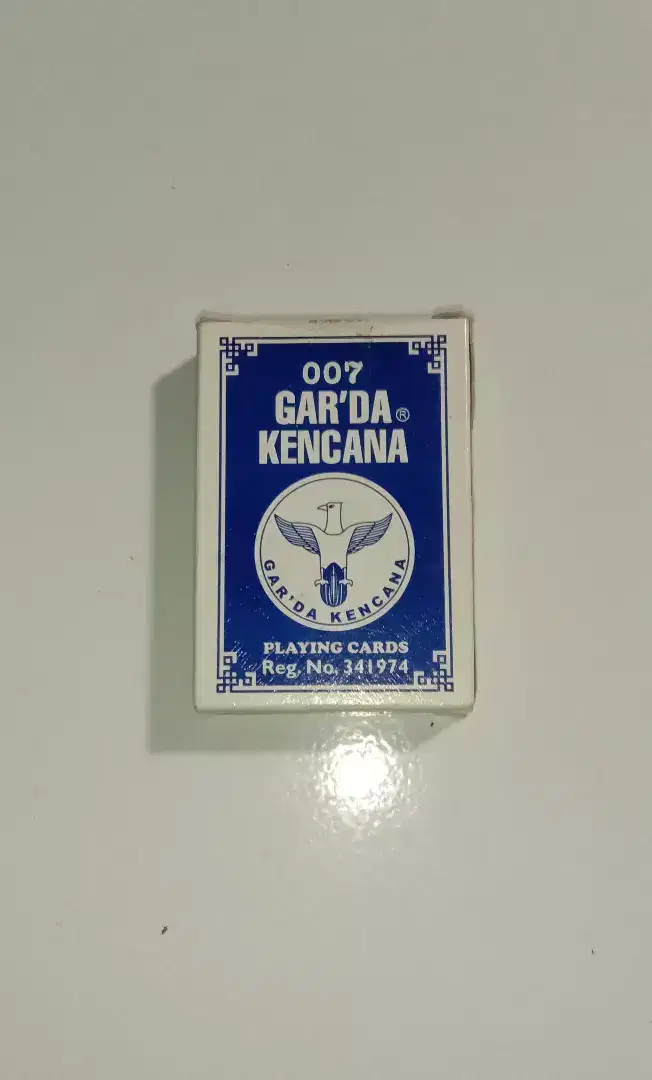 007
GAR'DA ®
KENCANA
GAR'DA KENCANA
PLAYING CARDS
Reg. No. 341974